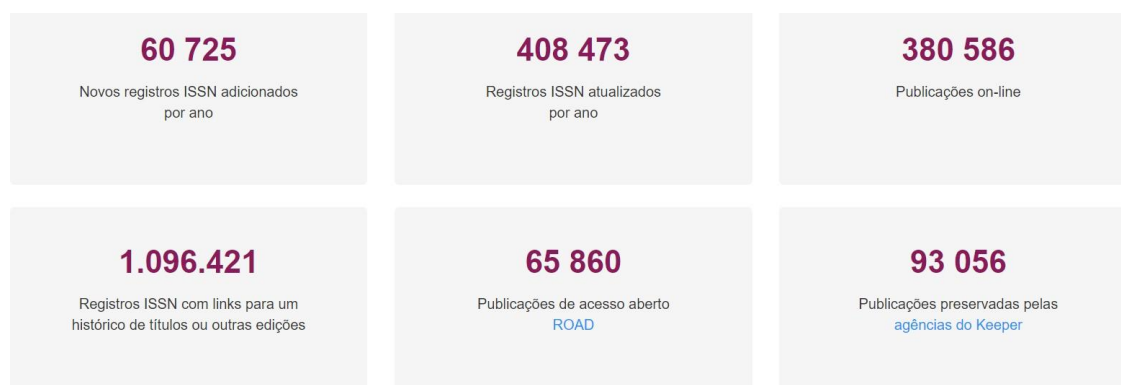 60 725
Novos registros ISSN adicionados
por ano
408 473
Registros ISSN atualizados
por ano
380 586
Publicações on-line
1.096.421
Registros ISSN com links para um
histórico de títulos ou outras edições
65 860
Publicações de acesso aberto
ROAD
93 056
Publicações preservadas pelas
agências do Keeper